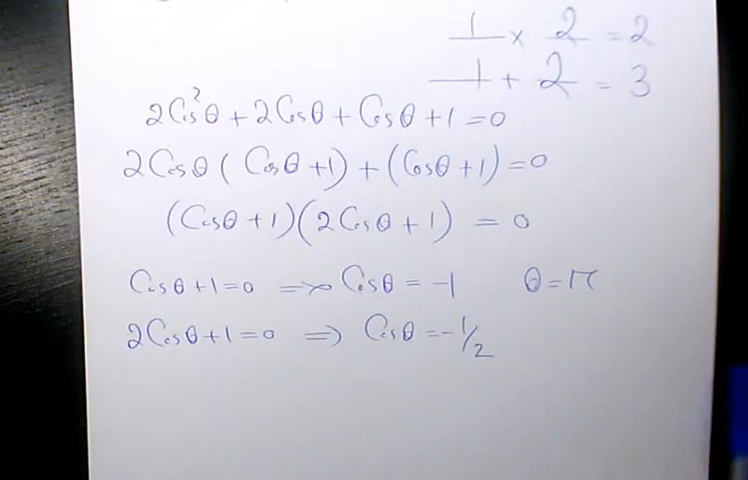 1 × 2 = 2
1 + 2 = 3
2Cos²θ + 2Cosθ + Cosθ + 1 = 0
2Cosθ ( Cosθ + 1) + (Cosθ + 1) = 0
(Cosθ + 1)(2Cosθ + 1) = 0
Cosθ + 1 = 0 ⇒ Cosθ = -1 θ = π
2Cosθ + 1 = 0 ⇒ Cosθ = -1/2